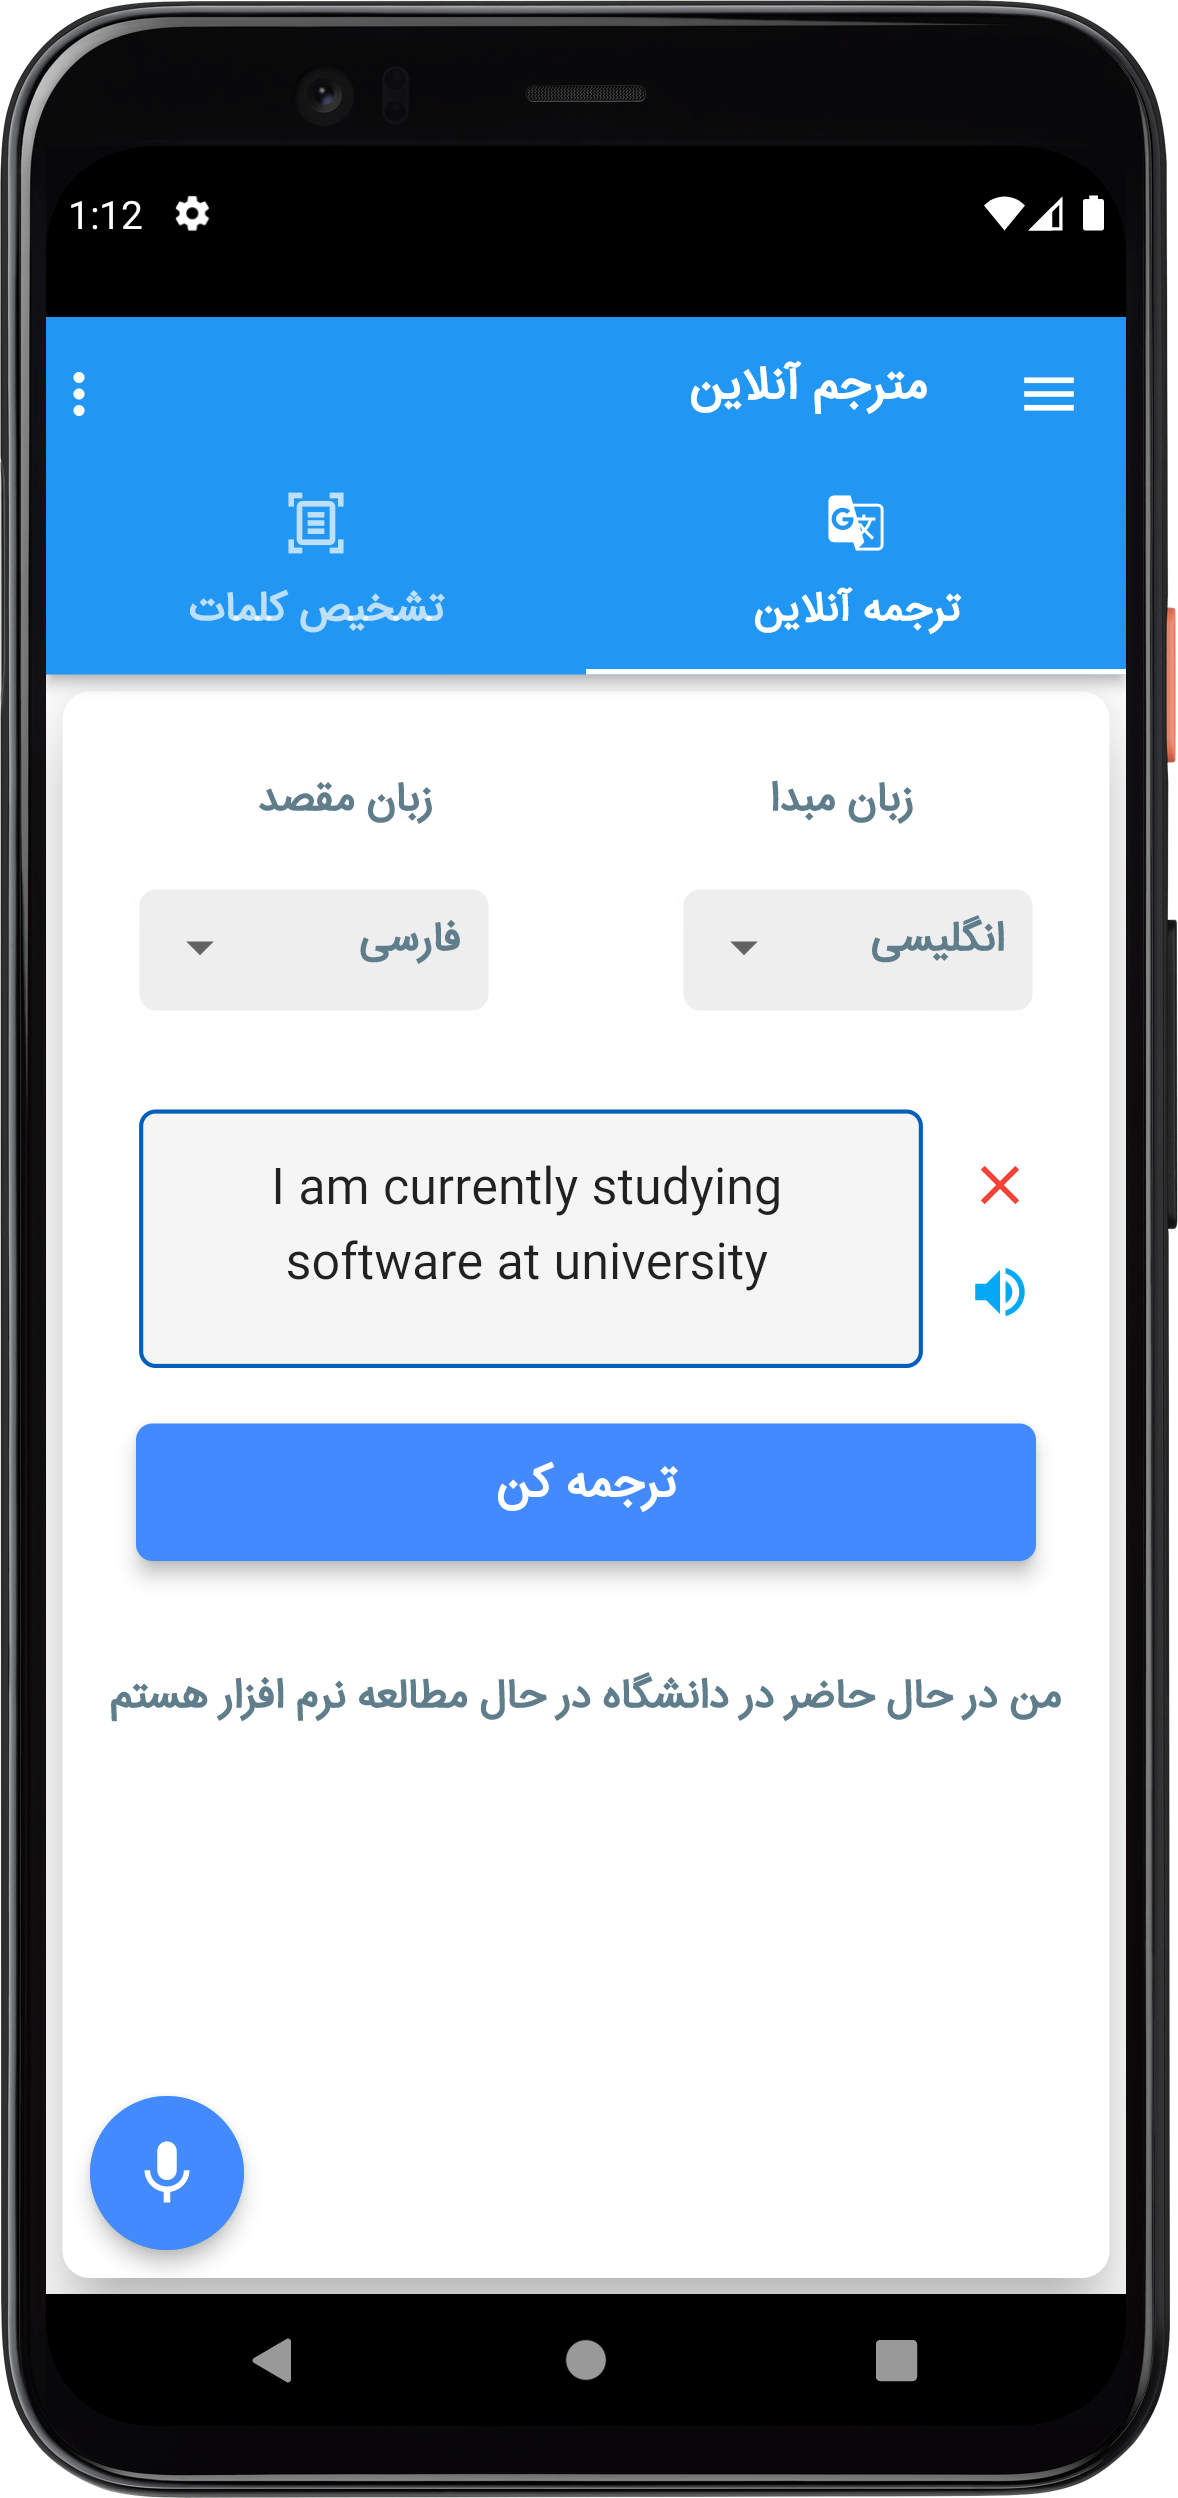 1:12
مترجم آنلاین
ترجمه آنلاین
تشخیص کلمات
زبان مبدا
زبان مقصد
انگلیسی
فارسی
I am currently studying
software at university
ترجمه کن
من در حال حاضر در دانشگاه در حال مطالعه نرم افزار هستم